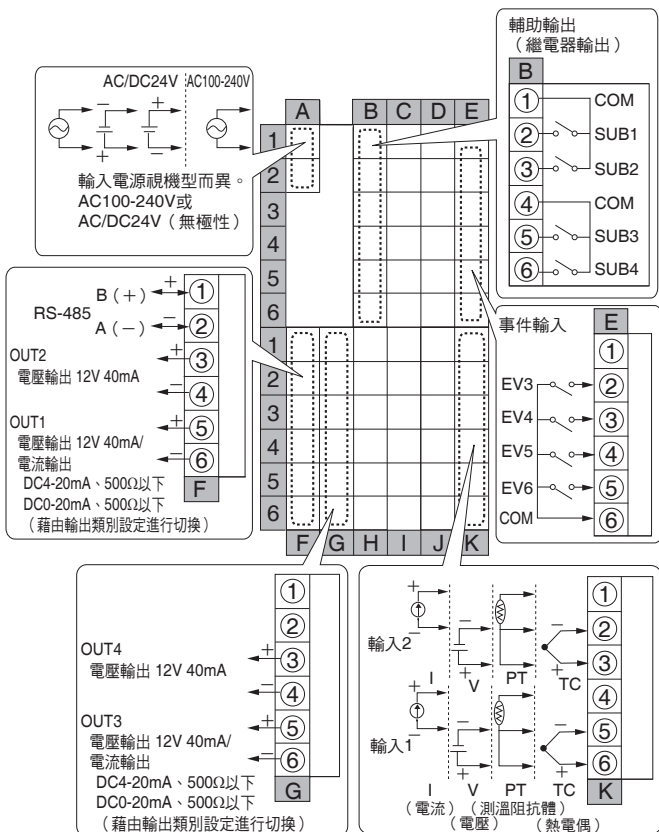 AC/DC24V AC100-240V
輸入電源視機型而異。
AC100-240V或
AC/DC24V（無極性）
A B C D E
1
2
3
4
5
6
1
2
3
4
5
6
F G H I J K
輔助輸出
（繼電器輸出）
B
① COM
② SUB1
③ SUB2
④ COM
⑤ SUB3
⑥ SUB4
RS-485
B（+） + ①
A（−） − ②
OUT2 + ③
電壓輸出 12V 40mA
− ④
OUT1 + ⑤
電壓輸出 12V 40mA/
電流輸出 − ⑥
DC4-20mA、500Ω以下
DC0-20mA、500Ω以下
F
（藉由輸出類別設定進行切換）
事件輸入 E
①
EV3 ②
EV4 ③
EV5 ④
EV6 ⑤
COM ⑥
①
②
OUT4 + ③
電壓輸出 12V 40mA
− ④
OUT3 + ⑤
電壓輸出 12V 40mA/
電流輸出 − ⑥
DC4-20mA、500Ω以下
DC0-20mA、500Ω以下
G
（藉由輸出類別設定進行切換）
輸入2
+ − − + − +
I V PT TC
①
②
③
輸入1
+ − − + − +
I V PT TC
④
⑤
⑥
K
（電流）（測溫阻抗體）
（電壓）（熱電偶）